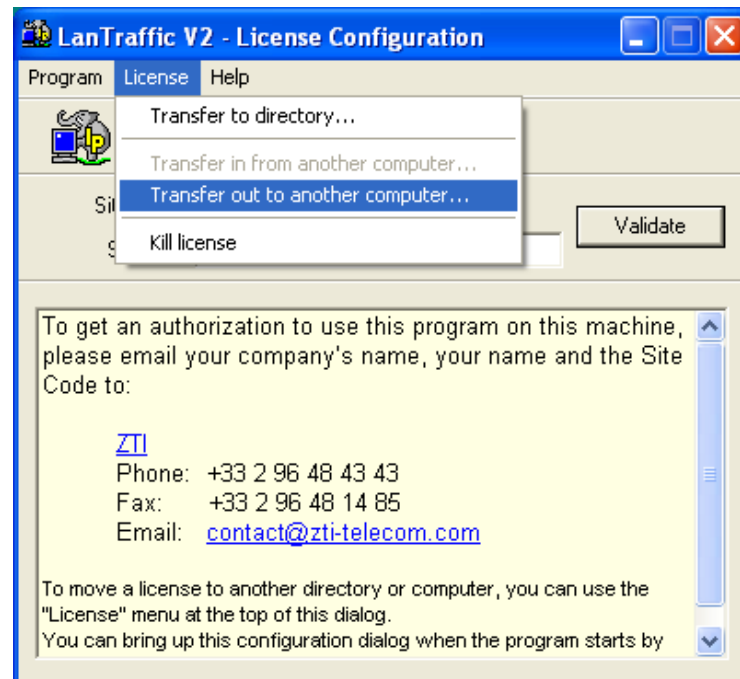 LanTraffic V2 - License Configuration
Program License Help
Transfer to directory...
Transfer in from another computer...
Transfer out to another computer...
Kill license
Validate
To get an authorization to use this program on this machine,
please email your company's name, your name and the Site
Code to:
ZTI
Phone: +33 2 96 48 43 43
Fax: +33 2 96 48 14 85
Email: contact@zti-telecom.com
To move a license to another directory or computer, you can use the
"License" menu at the top of this dialog.
You can bring up this configuration dialog when the program starts by